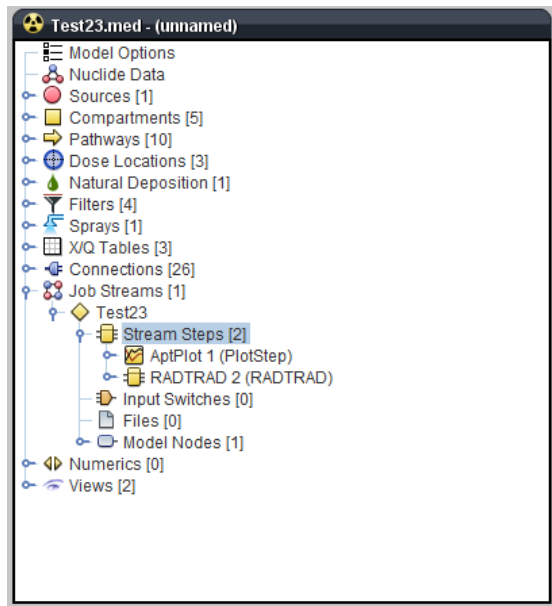 Test23.med - (unnamed)
Model Options
Nuclide Data
Sources [1]
Compartments [5]
Pathways [10]
Dose Locations [3]
Natural Deposition [1]
Filters [4]
Sprays [1]
X/Q Tables [3]
Connections [26]
Job Streams [1]
Test23
Stream Steps [2]
AptPlot 1 (PlotStep)
RADTRAD 2 (RADTRAD)
Input Switches [0]
Files [0]
Model Nodes [1]
Numerics [0]
Views [2]